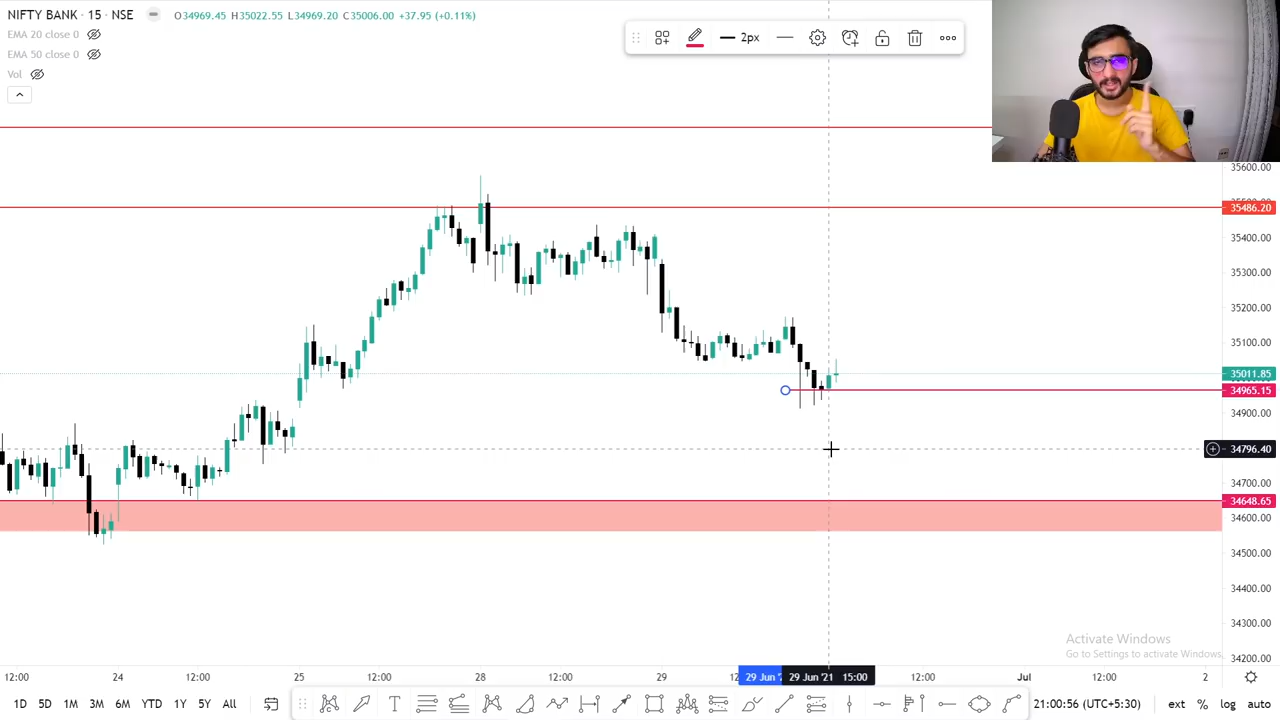 NIFTY BANK · 15 · NSE
O34969.45 H35022.55 L34969.20 C35006.00 +37.95 (+0.11%)
EMA 20 close 0
EMA 50 close 0
Vol
2px
35600.00
35486.20
35400.00
35300.00
35200.00
35100.00
35011.85
34965.15
34900.00
34796.40
34700.00
34648.65
34600.00
34500.00
34400.00
34300.00
34200.00
Activate Windows
Go to Settings to activate Windows.
12:00 24 12:00 25 12:00 28 12:00 29 29 Jun '21 15:00 12:00 Jul 12:00 2
1D 5D 1M 3M 6M YTD 1Y 5Y All
21:00:56 (UTC+5:30) ext % log auto